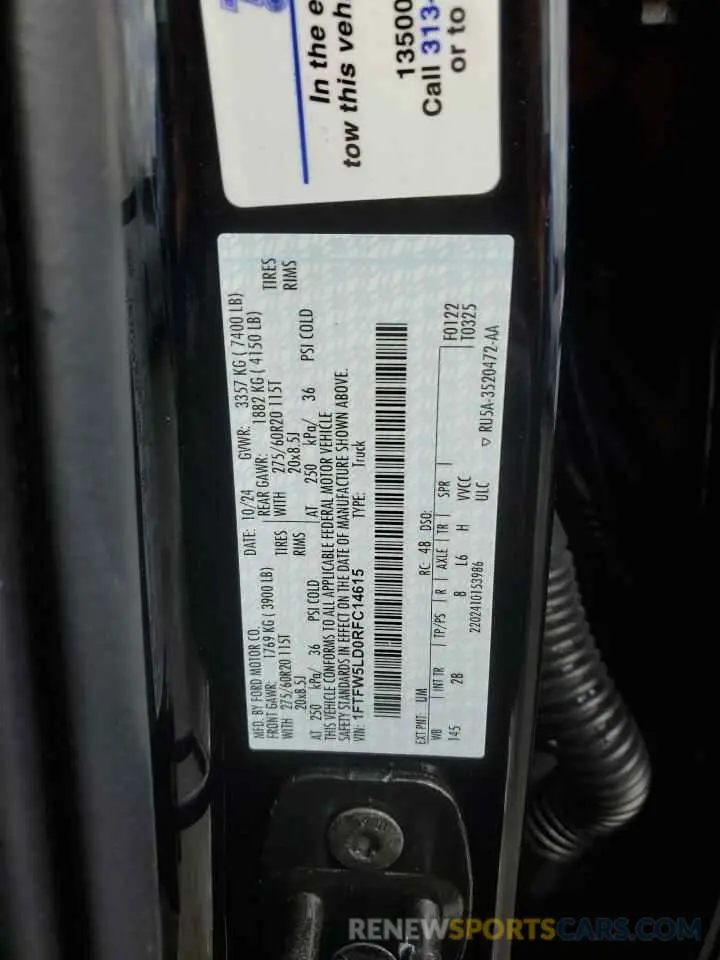 In the e
tow this veh
13500
Call 313-
or to
MFD. BY FORD MOTOR CO. DATE: 10/24 GVWR: 3357 KG ( 7400 LB)
FRONT GAWR: 1769 KG ( 3900 LB) REAR GAWR: 1882 KG ( 4150 LB)
WITH 275/60R20 115T TIRES WITH 275/60R20 115T TIRES
20x8.5J RIMS 20x8.5J RIMS
AT 250 kPa/ 36 PSI COLD AT 250 kPa/ 36 PSI COLD
THIS VEHICLE CONFORMS TO ALL APPLICABLE FEDERAL MOTOR VEHICLE
SAFETY STANDARDS IN EFFECT ON THE DATE OF MANUFACTURE SHOWN ABOVE.
VIN: 1FTFW5LD0RFC14615 TYPE: Truck
EXT PNT: UM RC: 48 DSO: F0122
WB INT TR TP/PS R AXLE TR SPR T0325
145 28 8 L6 H VVCC
2202410153986 ULC ▽ RU5A-3520472-AA
RENEWSPORTSCARS.COM